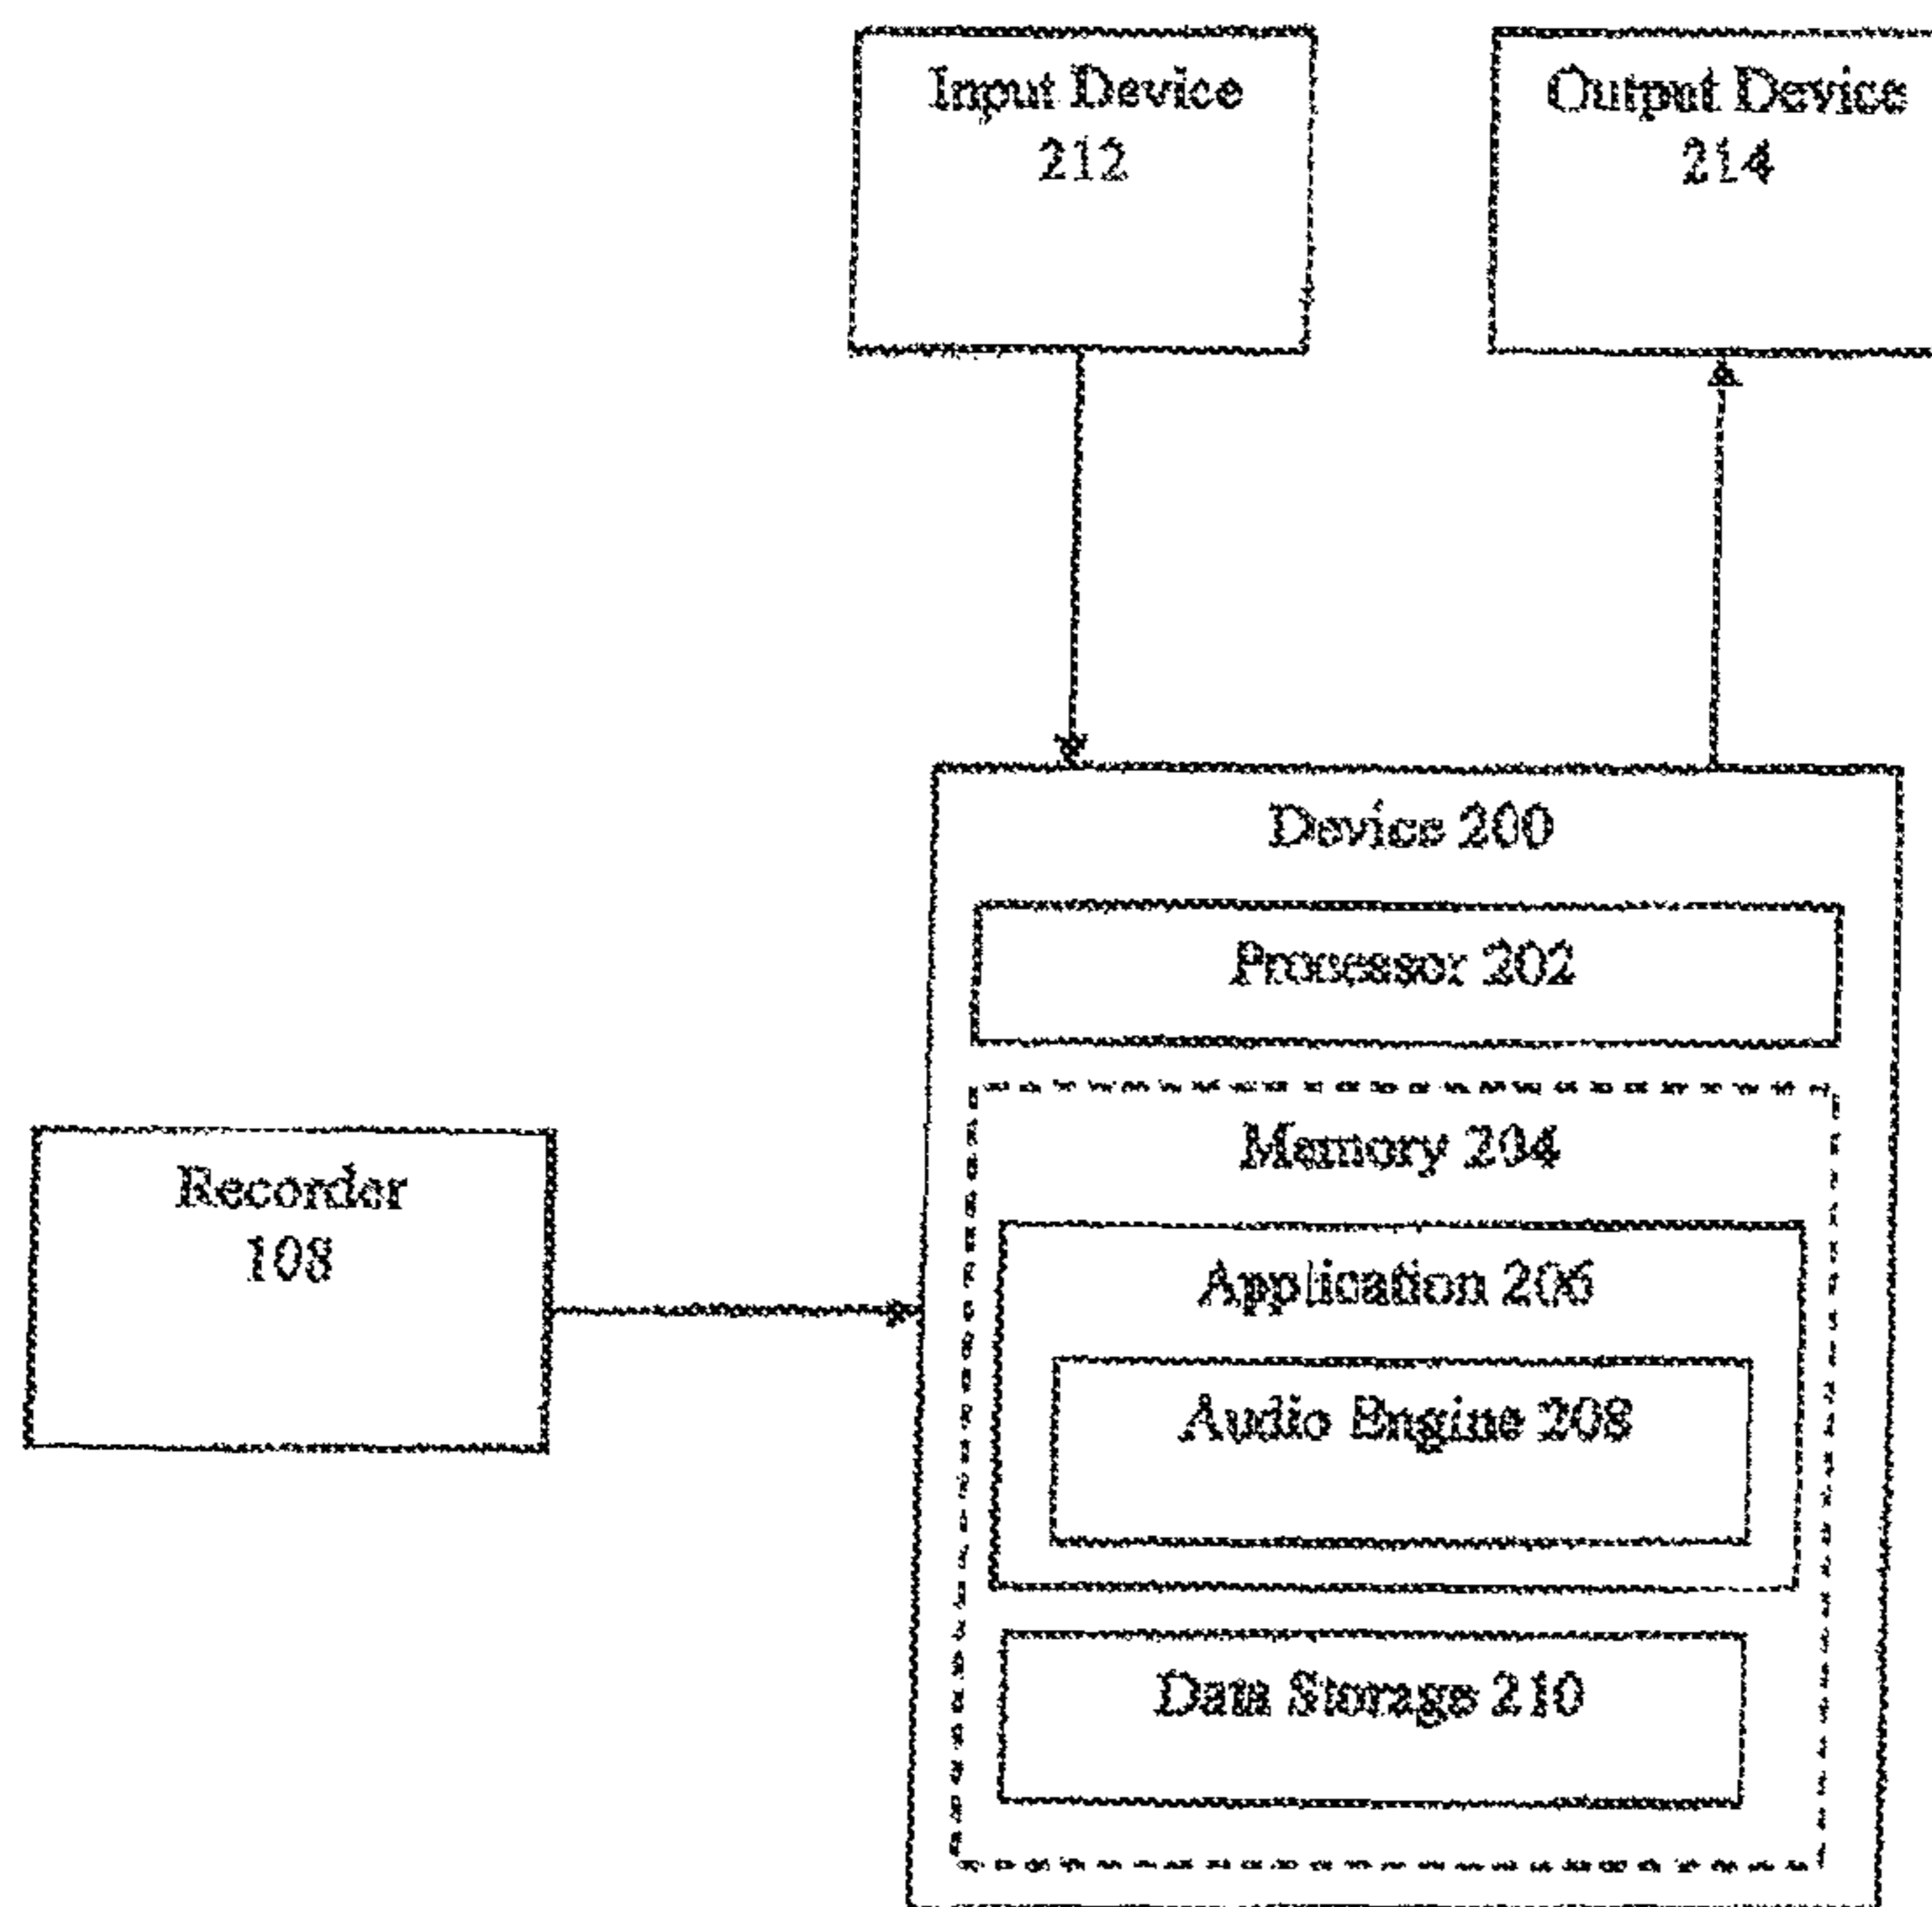 Input Device
212
Output Device
214
Device 200
Processor 202
Memory 204
Recorder
108
Application 206
Audio Engine 208
Data Storage 210